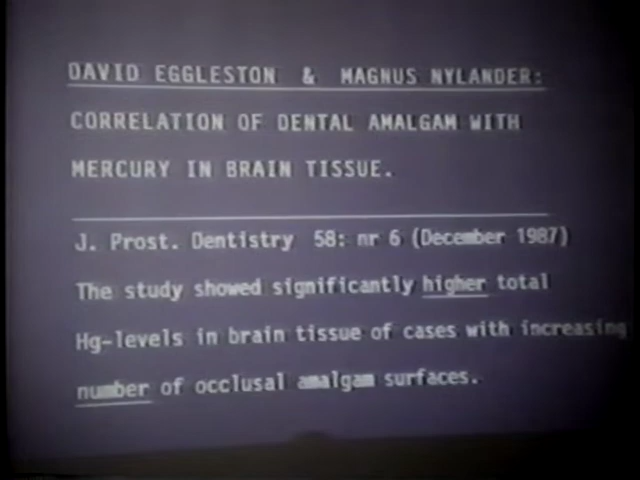 DAVID EGGLESTON & MAGNUS NYLANDER:
CORRELATION OF DENTAL AMALGAM WITH
MERCURY IN BRAIN TISSUE.
J. Prost. Dentistry 58: nr 6 (December 1987)
The study showed significantly higher total
Hg-levels in brain tissue of cases with increasing
number of occlusal amalgam surfaces.